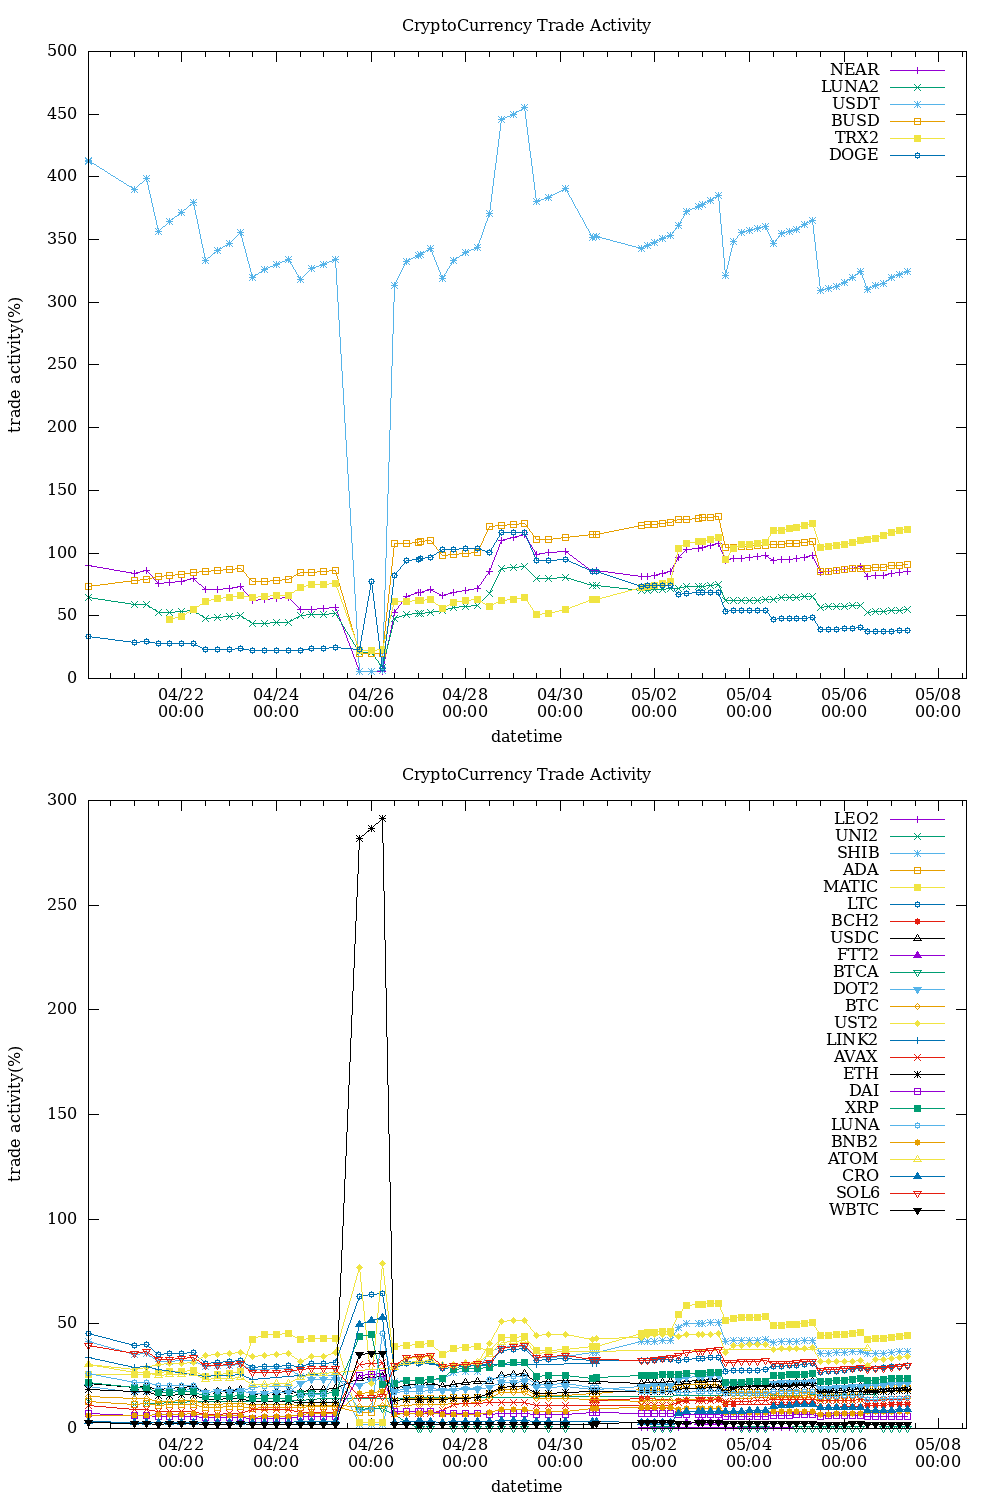 CryptoCurrency Trade Activity
500
450
400
350
300
250
200
150
100
50
0
trade activity(%)
NEAR
LUNA2
USDT
BUSD
TRX2
DOGE
04/22 04/24 04/26 04/28 04/30 05/02 05/04 05/06 05/08
00:00 00:00 00:00 00:00 00:00 00:00 00:00 00:00 00:00
datetime
CryptoCurrency Trade Activity
300
250
200
150
100
50
0
trade activity(%)
LEO2
UNI2
SHIB
ADA
MATIC
LTC
BCH2
USDC
FTT2
BTCA
DOT2
BTC
UST2
LINK2
AVAX
ETH
DAI
XRP
LUNA
BNB2
ATOM
CRO
SOL6
WBTC
04/22 04/24 04/26 04/28 04/30 05/02 05/04 05/06 05/08
00:00 00:00 00:00 00:00 00:00 00:00 00:00 00:00 00:00
datetime